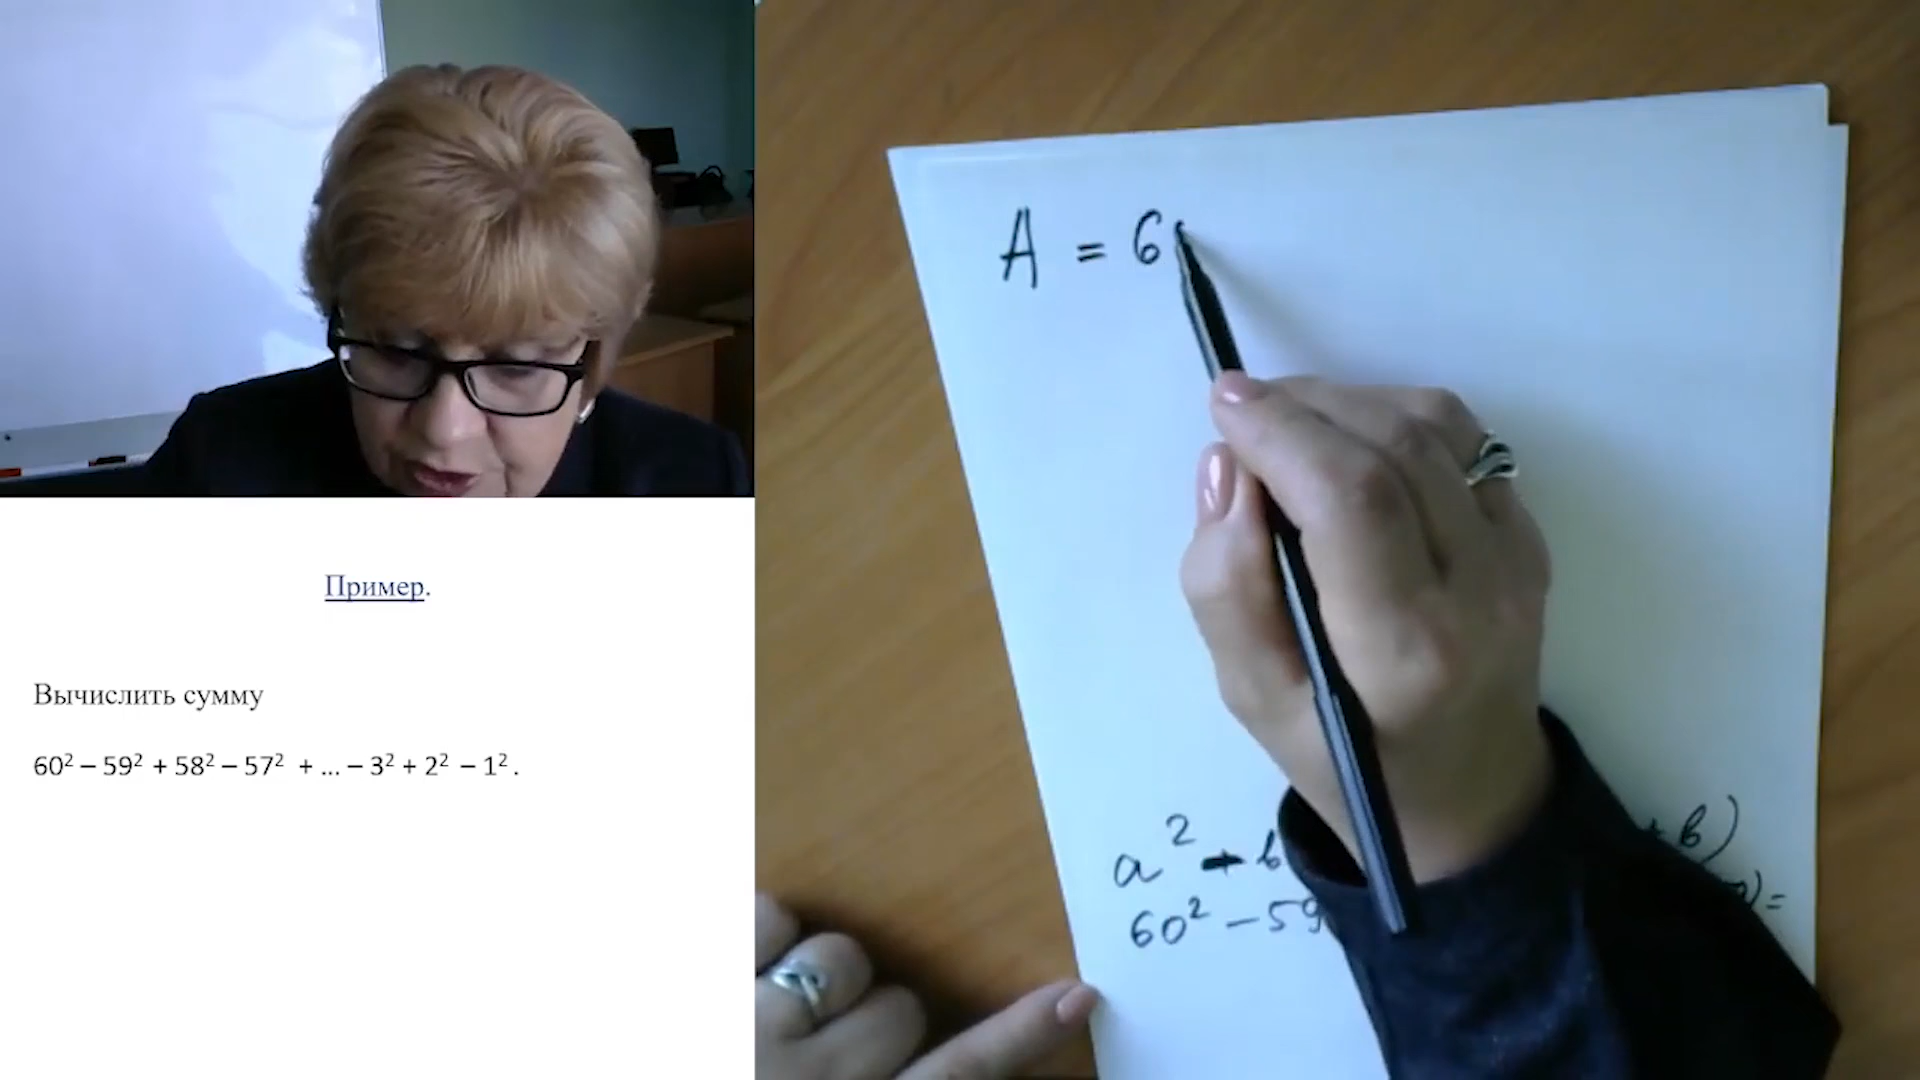 Пример.
Вычислить сумму
60² – 59² + 58² – 57² + ... – 3² + 2² – 1².
A = 6
a² - в + в)
60² - 59 )=